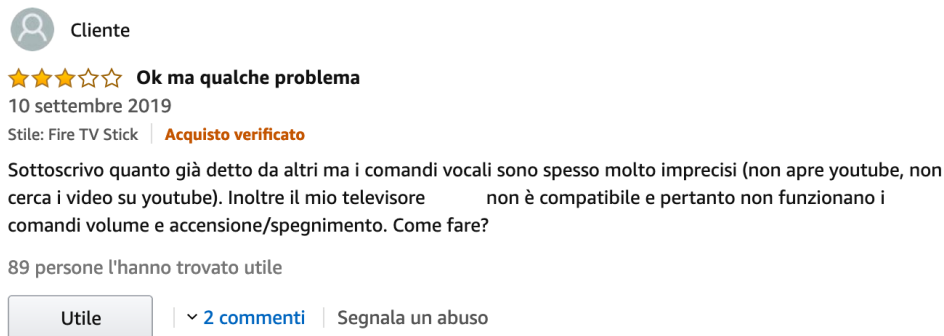 Cliente
Ok ma qualche problema
10 settembre 2019
Stile: Fire TV Stick Acquisto verificato
Sottoscrivo quanto già detto da altri ma i comandi vocali sono spesso molto imprecisi (non apre youtube, non
cerca i video su youtube). Inoltre il mio televisore non è compatibile e pertanto non funzionano i
comandi volume e accensione/spegnimento. Come fare?
89 persone l'hanno trovato utile
Utile 2 commenti Segnala un abuso